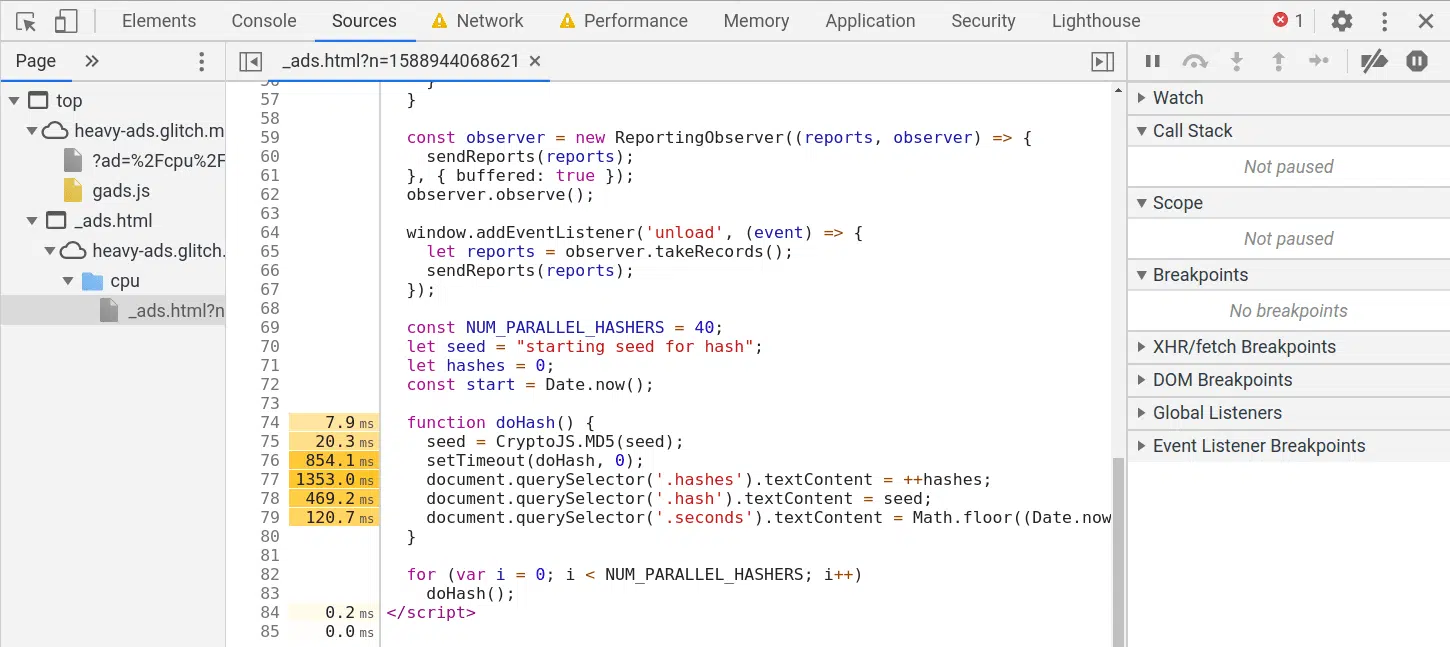 Elements Console Sources Network Performance Memory Application Security Lighthouse 1
Page _ads.html?n=1588944068621
top
heavy-ads.glitch.m
?ad=%2Fcpu%2F
gads.js
_ads.html
heavy-ads.glitch.
cpu
_ads.html?n
57 }
58
59 const observer = new ReportingObserver((reports, observer) => {
60 sendReports(reports);
61 }, { buffered: true });
62 observer.observe();
63
64 window.addEventListener('unload', (event) => {
65 let reports = observer.takeRecords();
66 sendReports(reports);
67 });
68
69 const NUM_PARALLEL_HASHERS = 40;
70 let seed = "starting seed for hash";
71 let hashes = 0;
72 const start = Date.now();
73
74 7.9 ms function doHash() {
75 20.3 ms seed = CryptoJS.MD5(seed);
76 854.1 ms setTimeout(doHash, 0);
77 1353.0 ms document.querySelector('.hashes').textContent = ++hashes;
78 469.2 ms document.querySelector('.hash').textContent = seed;
79 120.7 ms document.querySelector('.seconds').textContent = Math.floor((Date.now
80 }
81
82 for (var i = 0; i < NUM_PARALLEL_HASHERS; i++)
83 doHash();
84 0.2 ms </script>
85 0.0 ms
Watch
Call Stack
Not paused
Scope
Not paused
Breakpoints
No breakpoints
XHR/fetch Breakpoints
DOM Breakpoints
Global Listeners
Event Listener Breakpoints